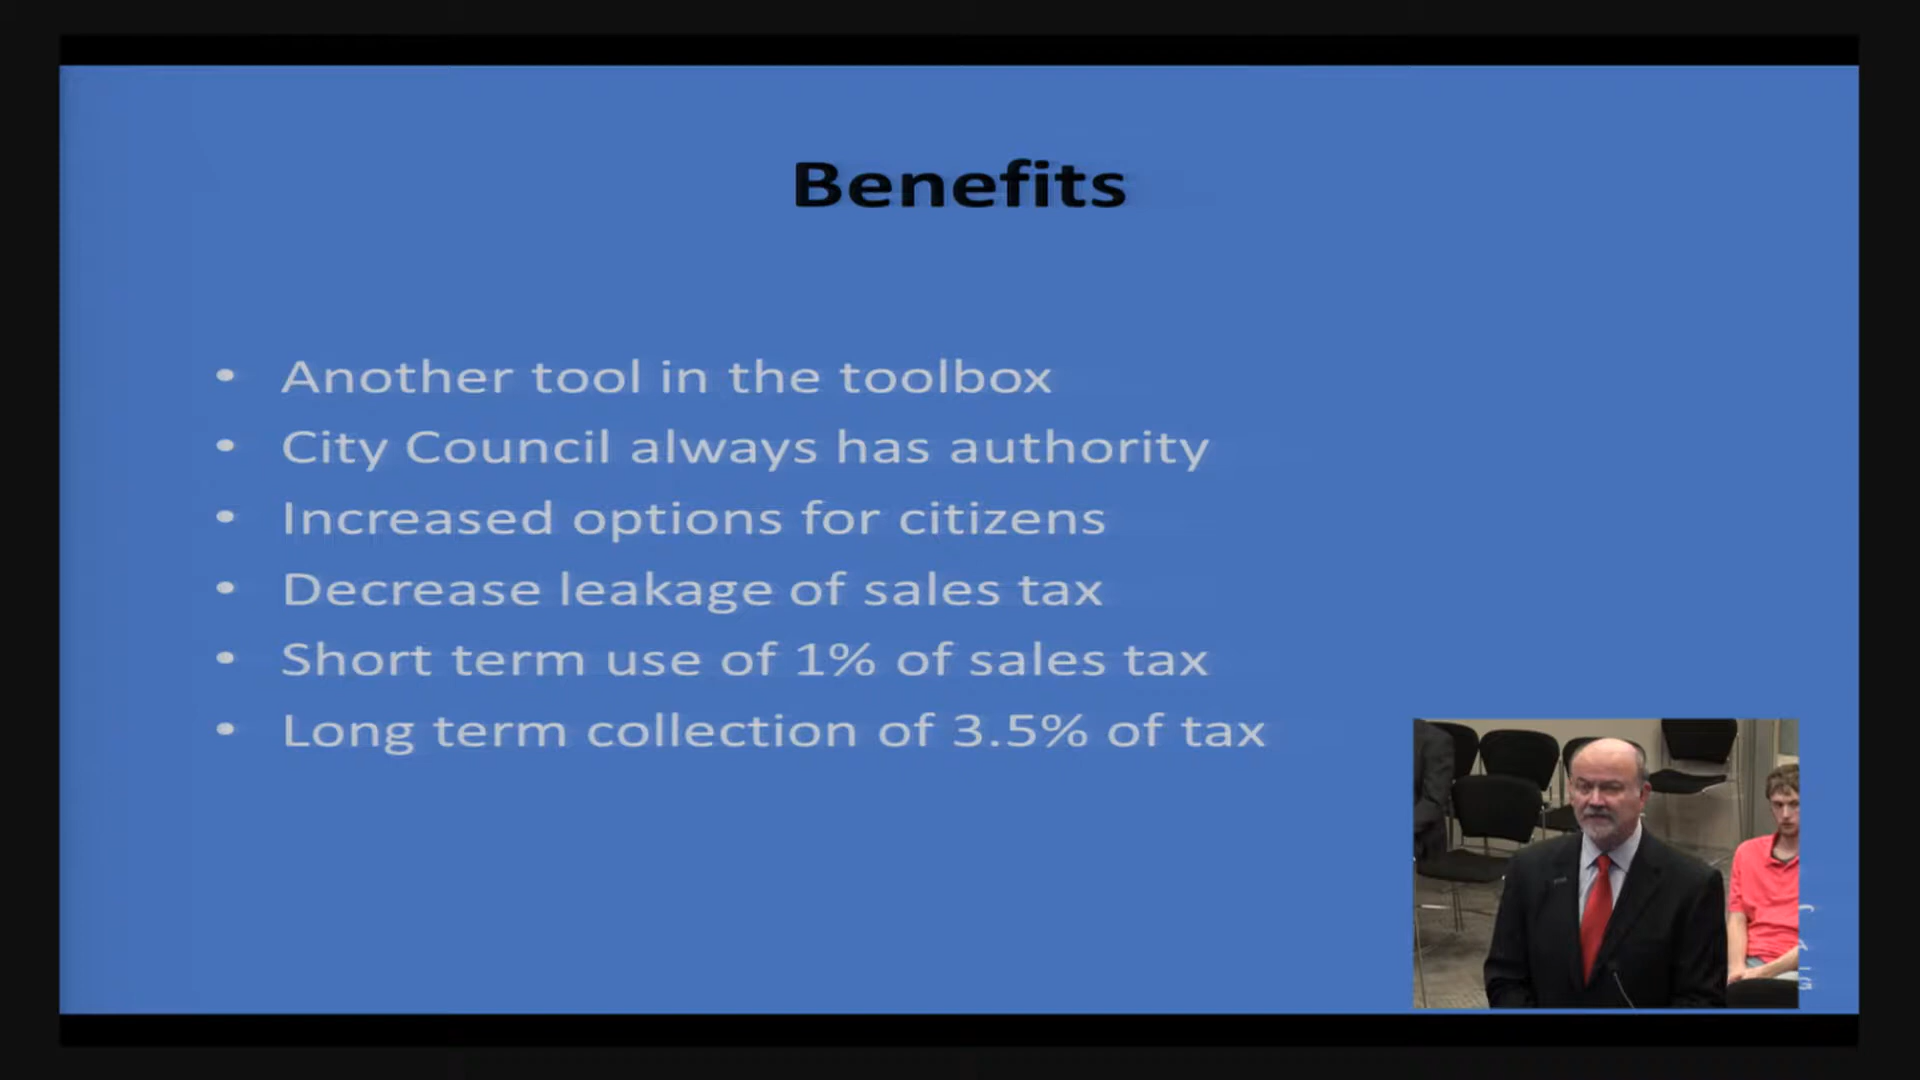 Benefits
• Another tool in the toolbox
• City Council always has authority
• Increased options for citizens
• Decrease leakage of sales tax
• Short term use of 1% of sales tax
• Long term collection of 3.5% of tax